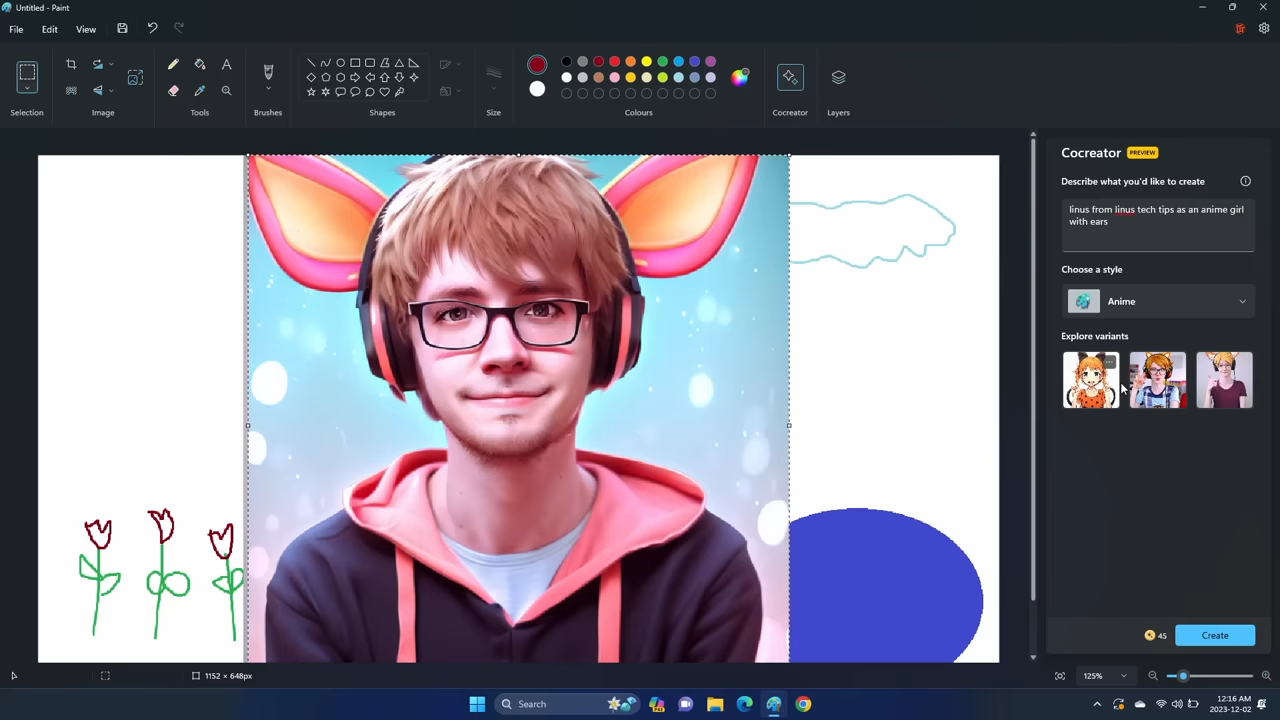 Untitled - Paint
File Edit View
Selection Image Tools Brushes Shapes Size Colours Cocreator Layers
Cocreator PREVIEW
Describe what you'd like to create
linus from linus tech tips as an anime girl
with ears
Choose a style
Anime
Explore variants
45 Create
1152 × 648px 125%
Search
12:16 AM
2023-12-02